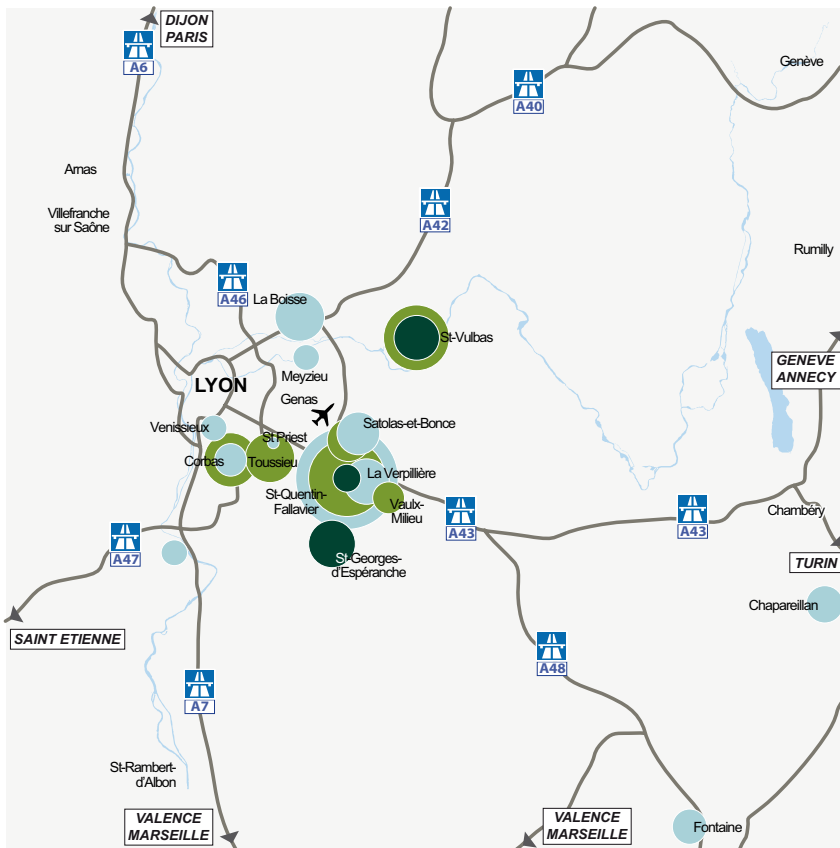 DIJON
PARIS
A6
Genève
A40
Arnas
Villefranche
sur Saône
A42
Rumilly
A46
La Boisse
St-Vulbas
GENEVE
ANNECY
Meyzieu
LYON
Genas
Satolas-et-Bonce
Venissieux
St Priest
Corbas
Toussieu
La Verpillière
St-Quentin-
Fallavier
Vaulx-
Milieu
A43
A43
Chambéry
A47
St-Georges-
d'Espéranche
TURIN
Chapareillan
SAINT ETIENNE
A48
A7
St-Rambert-
d'Albon
VALENCE
MARSEILLE
VALENCE
MARSEILLE
Fontaine